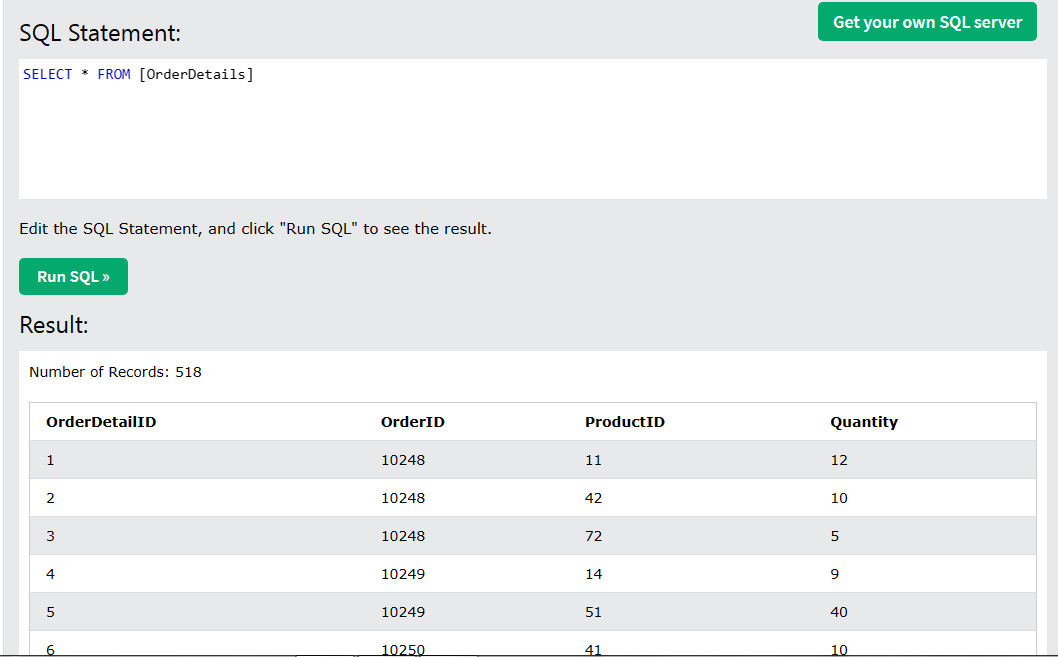 SQL Statement:
Get your own SQL server
SELECT * FROM [OrderDetails]
Edit the SQL Statement, and click "Run SQL" to see the result.
Run SQL »
Result:
Number of Records: 518
OrderDetailID OrderID ProductID Quantity
1 10248 11 12
2 10248 42 10
3 10248 72 5
4 10249 14 9
5 10249 51 40
6 10250 41 10